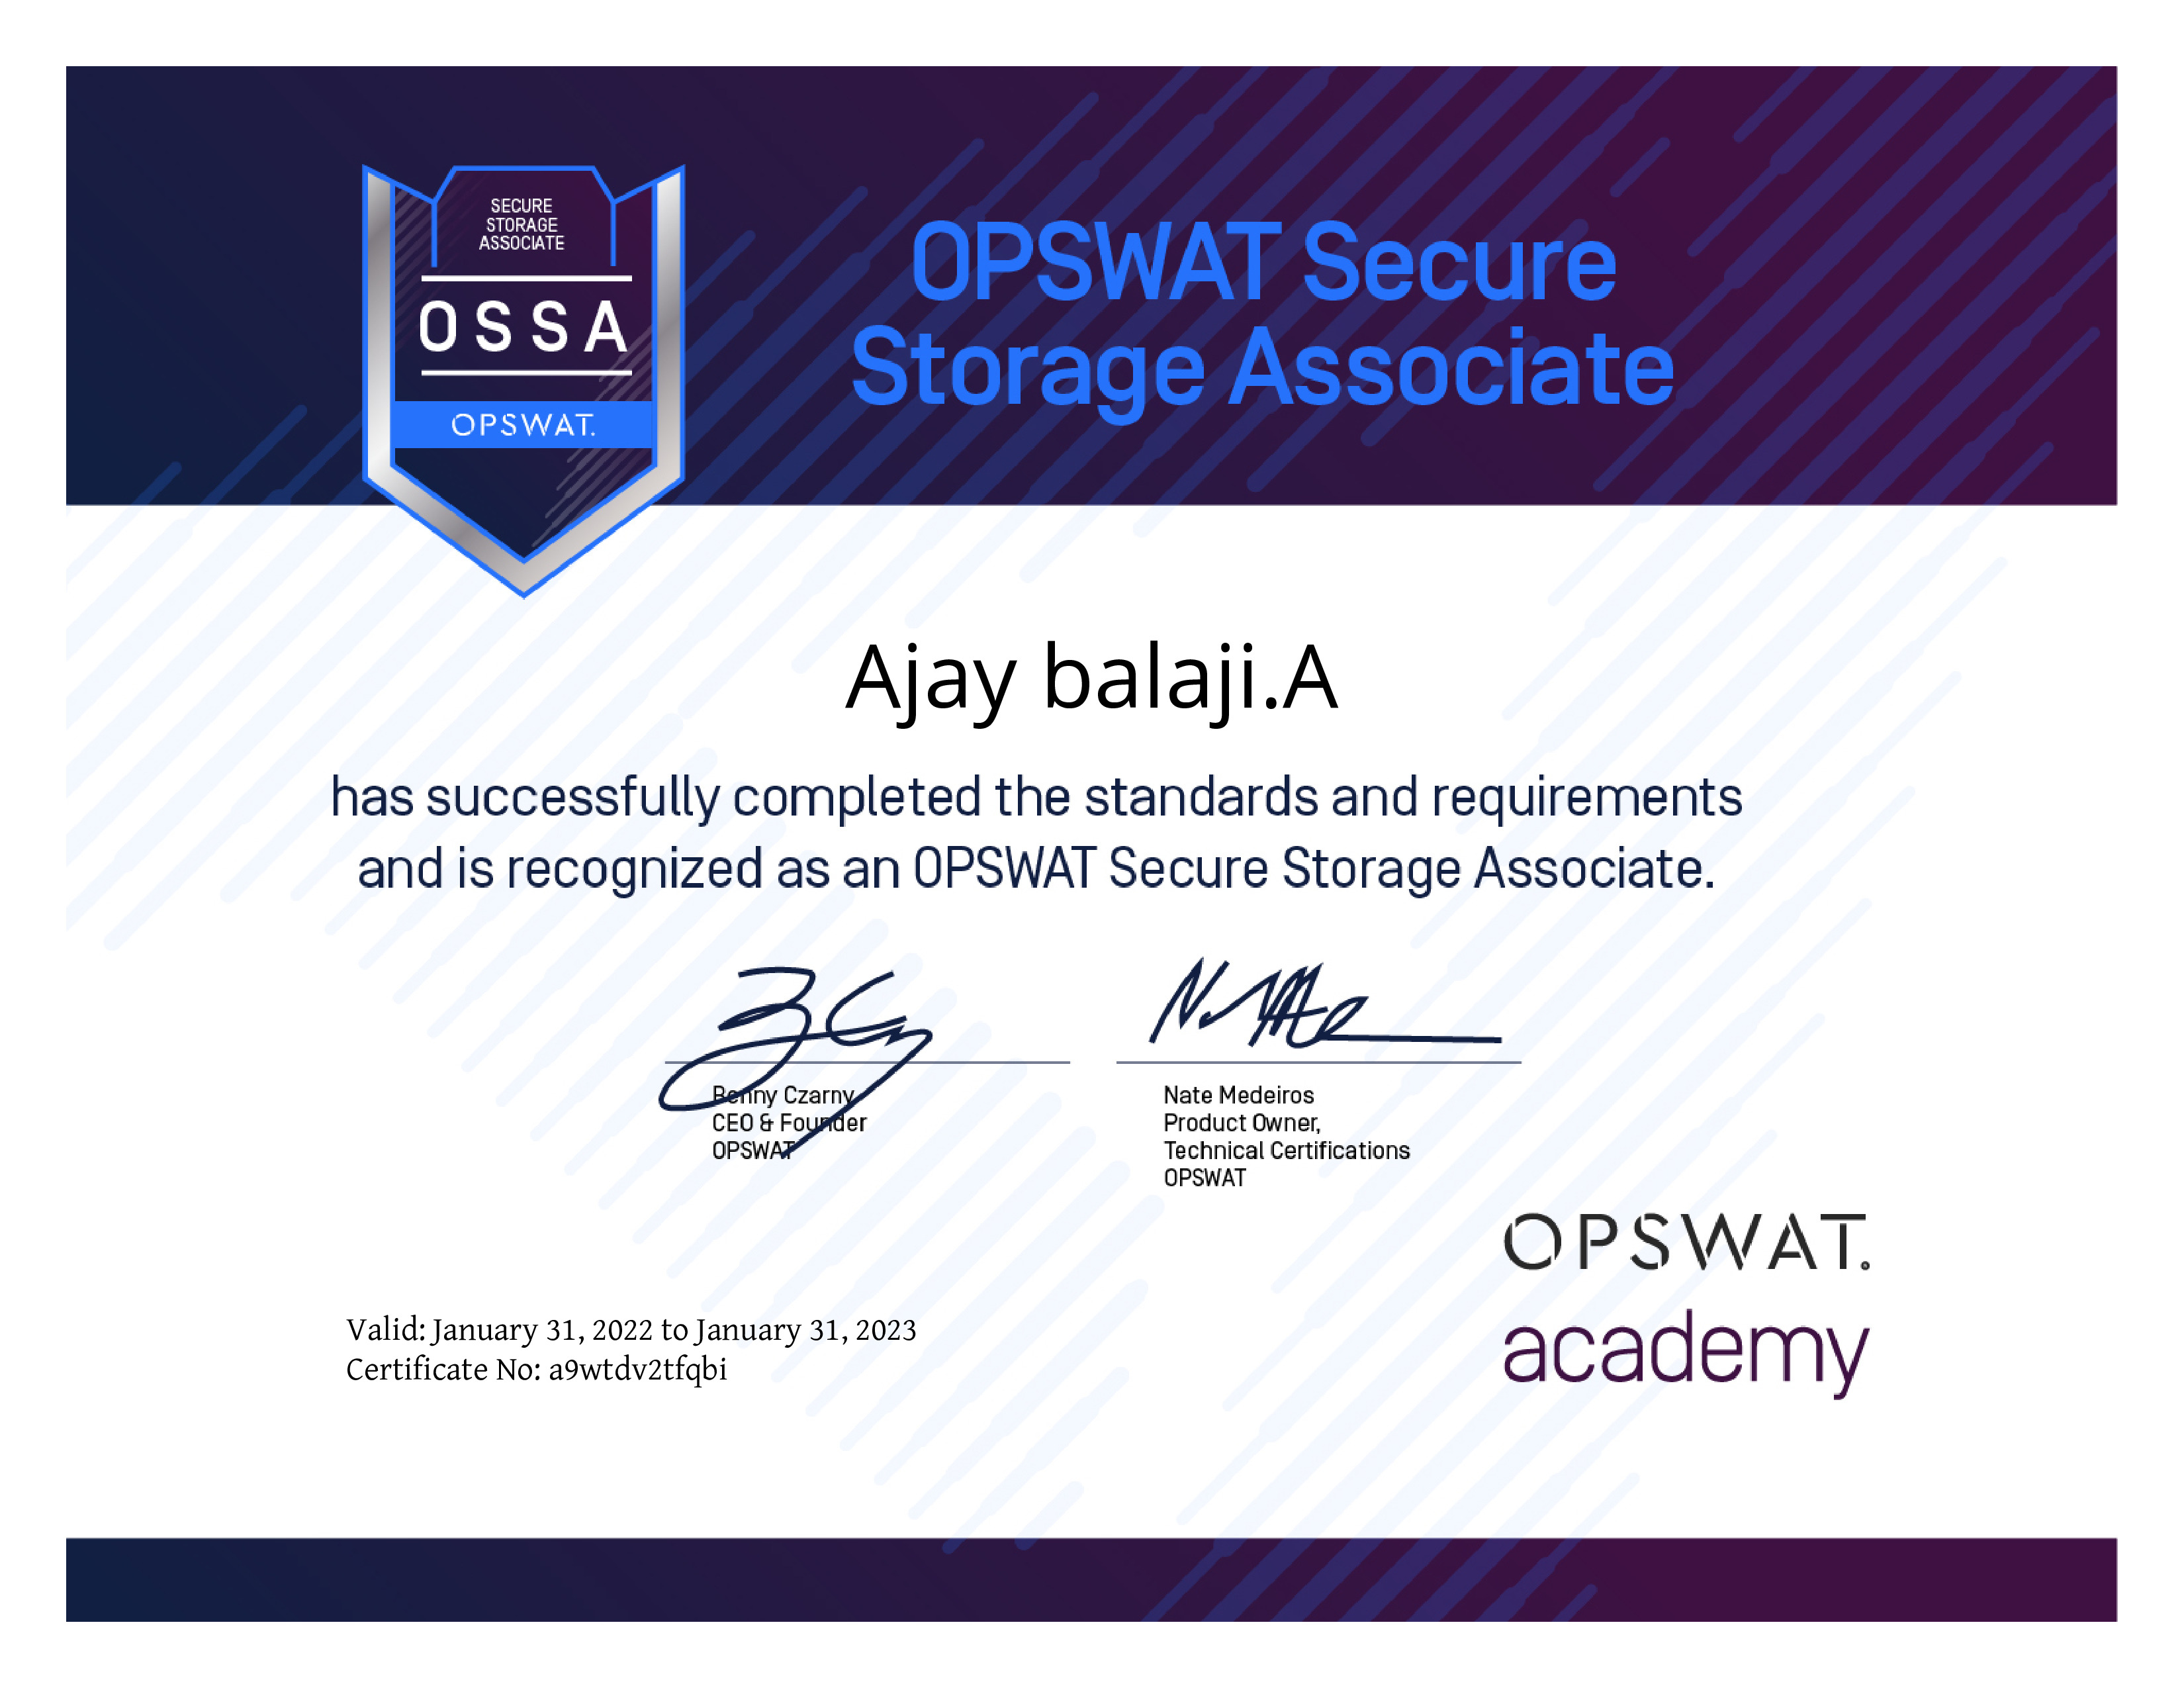 SECURE
STORAGE
ASSOCIATE
OSSA
OPSWAT.
OPSWAT Secure
Storage Associate
Ajay balaji.A
has successfully completed the standards and requirements
and is recognized as an OPSWAT Secure Storage Associate.
Benny Czarny
CEO & Founder
OPSWAT
Nate Medeiros
Product Owner,
Technical Certifications
OPSWAT
OPSWAT.
academy
Valid: January 31, 2022 to January 31, 2023
Certificate No: a9wtdv2tfqbi